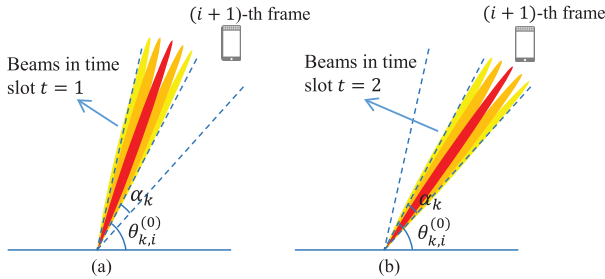 (i + 1)-th frame
Beams in time
slot t = 1
α_k
θ_{k,i}^{(0)}
(a)
(i + 1)-th frame
Beams in time
slot t = 2
α_k
θ_{k,i}^{(0)}
(b)